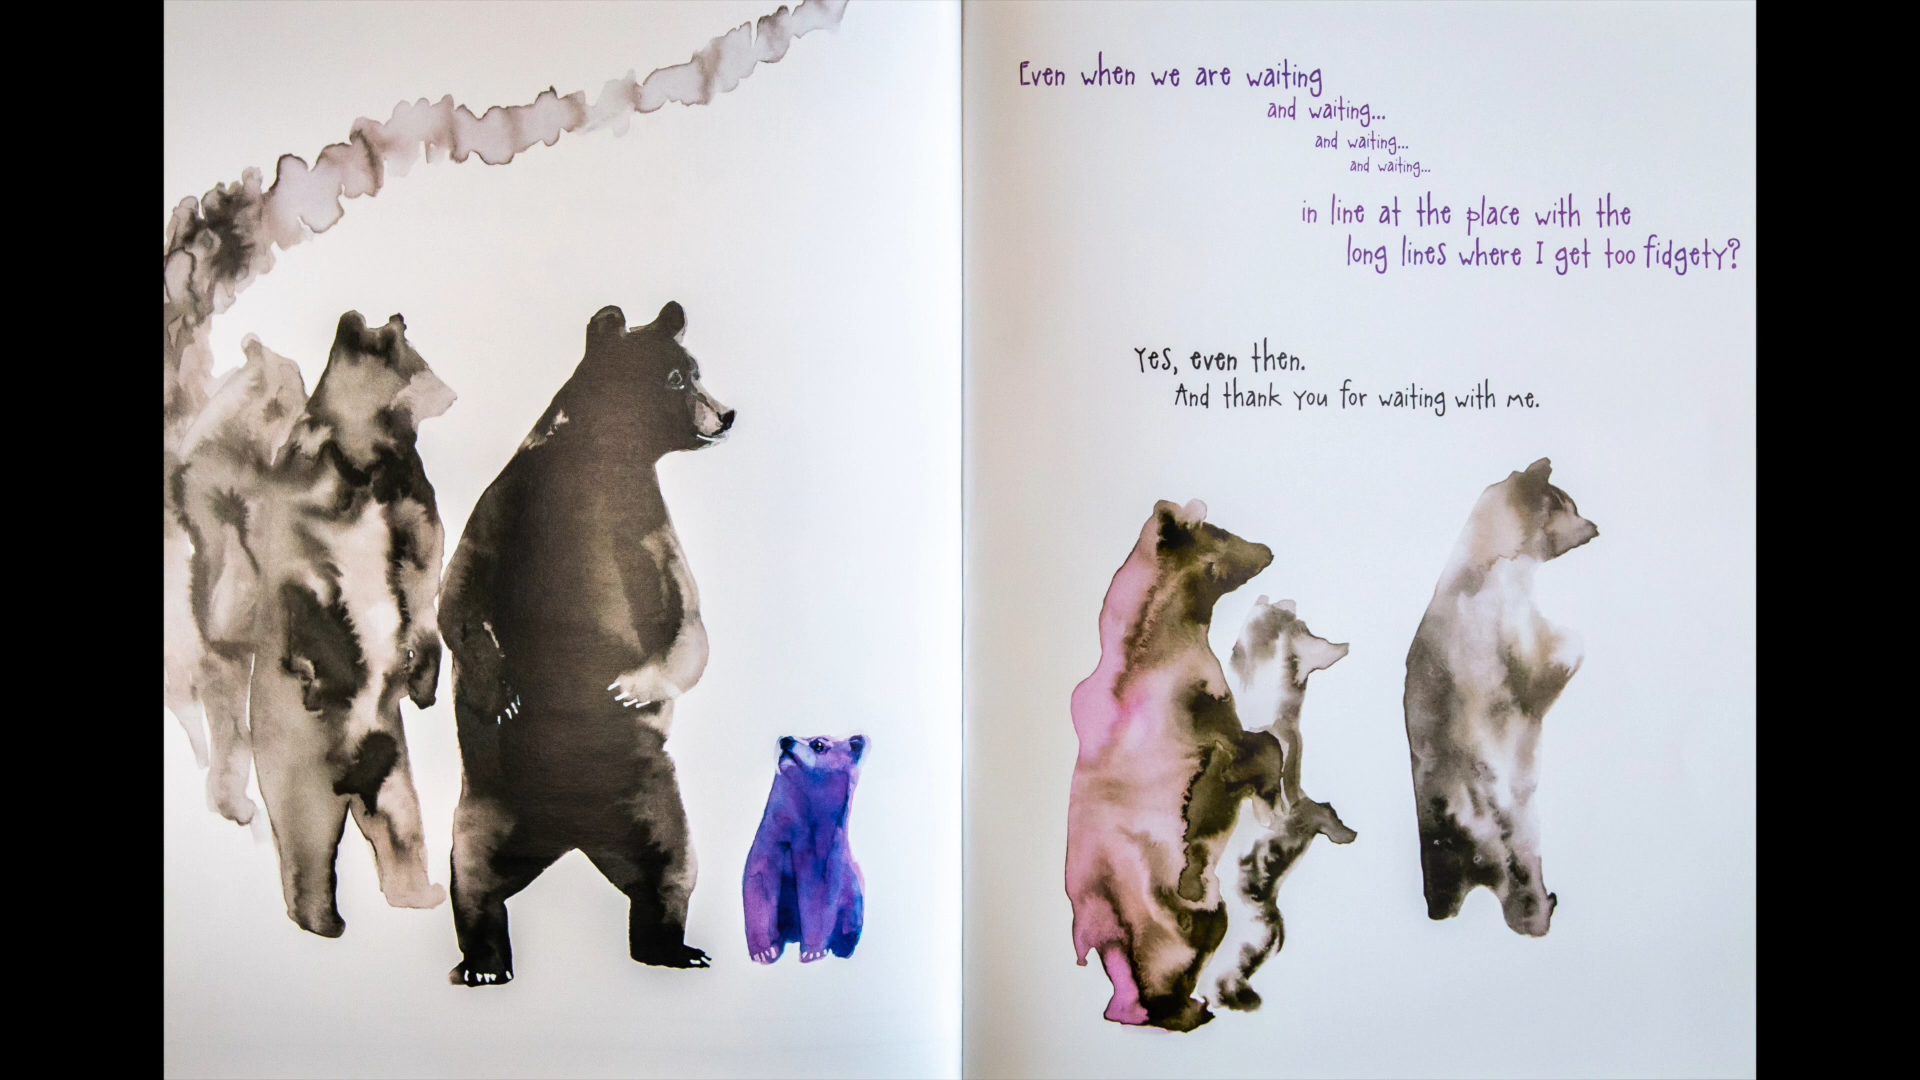 Even when we are waiting
and waiting...
and waiting...
and waiting...
in line at the place with the
long lines where I get too fidgety?
Yes, even then.
And thank you for waiting with me.